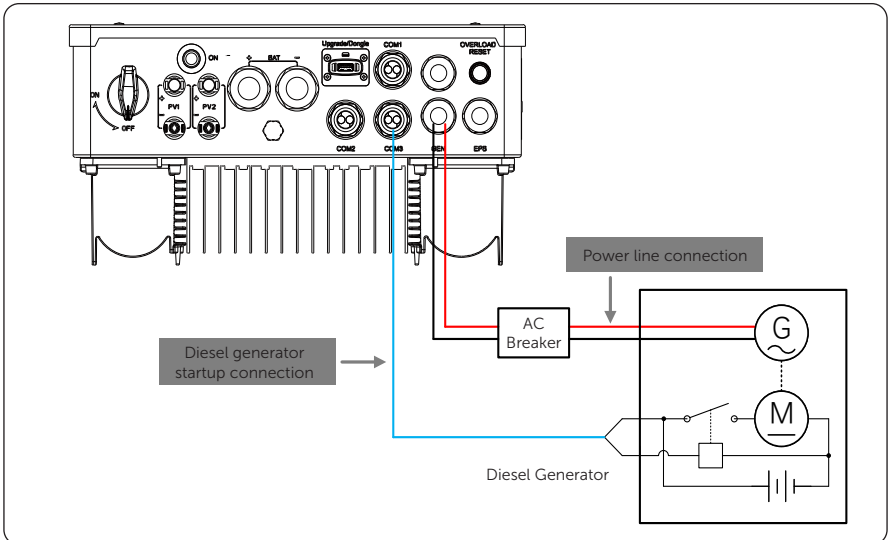 Upgrade/Dongle
COM1
OVERLOAD
RESET
ON
+ BAT -
ON
OFF
+
-
PV1
+
-
PV2
COM2
COM3
GEN
EPS
Power line connection
AC
Breaker
G
Diesel generator
startup connection
M
Diesel Generator